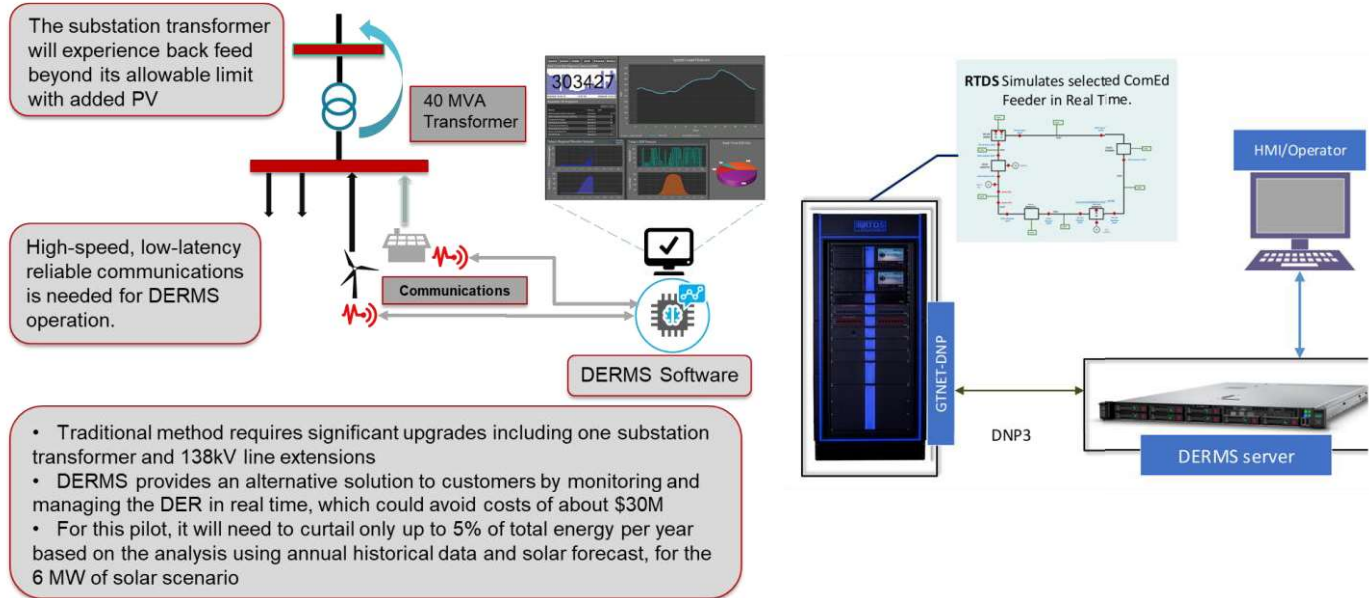 The substation transformer
will experience back feed
beyond its allowable limit
with added PV
40 MVA
Transformer
303427
High-speed, low-latency
reliable communications
is needed for DERMS
operation.
Communications
DERMS Software
• Traditional method requires significant upgrades including one substation
transformer and 138kV line extensions
• DERMS provides an alternative solution to customers by monitoring and
managing the DER in real time, which could avoid costs of about $30M
• For this pilot, it will need to curtail only up to 5% of total energy per year
based on the analysis using annual historical data and solar forecast, for the
6 MW of solar scenario
RTDS Simulates selected ComEd
Feeder in Real Time.
HMI/Operator
RTDS
GTNET-DNP
DNP3
DERMS server